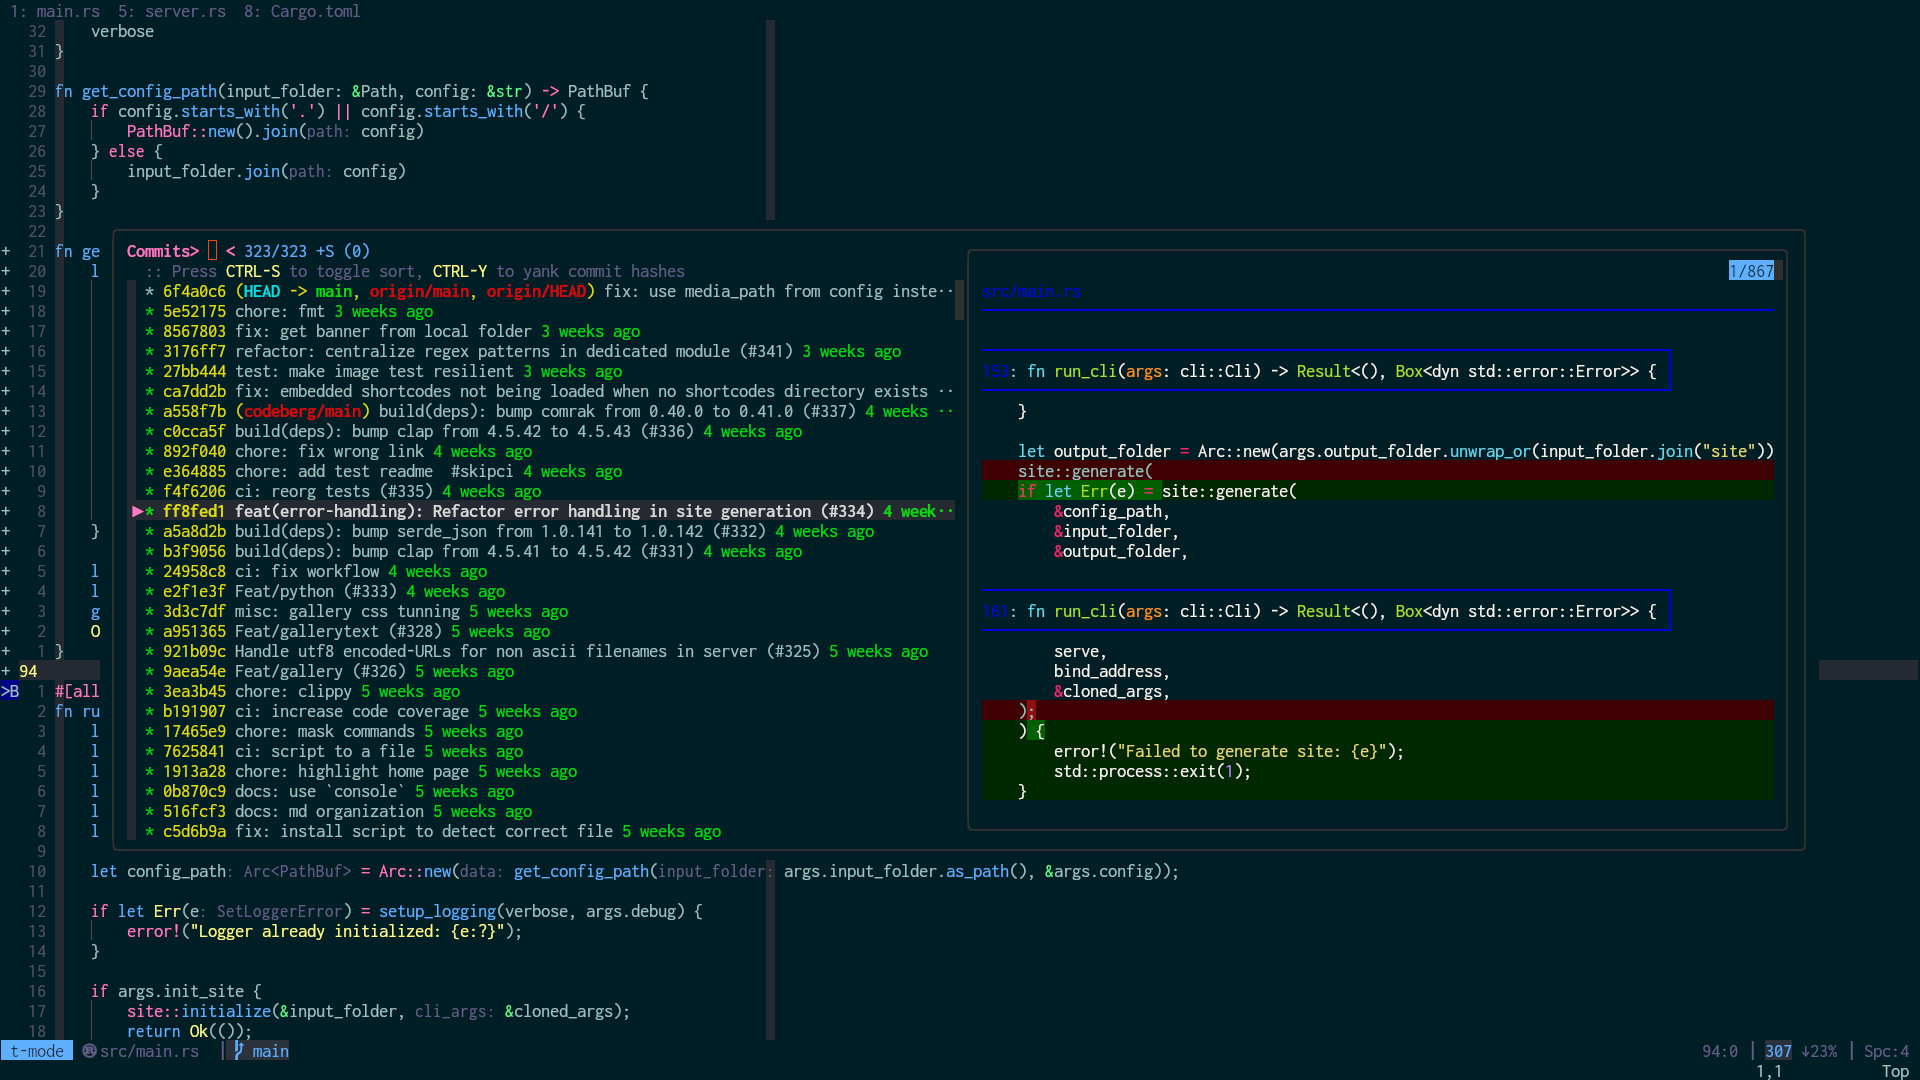 1: main.rs  5: server.rs  8: Cargo.toml
32     verbose
31 }
30
29 fn get_config_path(input_folder: &Path, config: &str) -> PathBuf {
28     if config.starts_with('.') || config.starts_with('/') {
27         PathBuf::new().join(path: config)
26     } else {
25         input_folder.join(path: config)
24     }
23 }
22
+ 21 fn ge   Commits>  < 323/323 +S (0)
+ 20     l     :: Press CTRL-S to toggle sort, CTRL-Y to yank commit hashes   1/867
+ 19           * 6f4a0c6 (HEAD -> main, origin/main, origin/HEAD) fix: use media_path from config inste··   src/main.rs
+ 18           * 5e52175 chore: fmt 3 weeks ago
+ 17           * 8567803 fix: get banner from local folder 3 weeks ago
+ 16           * 3176ff7 refactor: centralize regex patterns in dedicated module (#341) 3 weeks ago
+ 15           * 27bb444 test: make image test resilient 3 weeks ago   153: fn run_cli(args: cli::Cli) -> Result<(), Box<dyn std::error::Error>> {
+ 14           * ca7dd2b fix: embedded shortcodes not being loaded when no shortcodes directory exists ··
+ 13           * a558f7b (codeberg/main) build(deps): bump comrak from 0.40.0 to 0.41.0 (#337) 4 weeks ··   }
+ 12           * c0cca5f build(deps): bump clap from 4.5.42 to 4.5.43 (#336) 4 weeks ago
+ 11           * 892f040 chore: fix wrong link 4 weeks ago   let output_folder = Arc::new(args.output_folder.unwrap_or(input_folder.join("site"))
+ 10           * e364885 chore: add test readme  #skipci 4 weeks ago   site::generate(
+ 9            * f4f6206 ci: reorg tests (#335) 4 weeks ago   if let Err(e) = site::generate(
+ 8           ▶* ff8fed1 feat(error-handling): Refactor error handling in site generation (#334) 4 week··   &config_path,
+ 7      }     * a5a8d2b build(deps): bump serde_json from 1.0.141 to 1.0.142 (#332) 4 weeks ago   &input_folder,
+ 6            * b3f9056 build(deps): bump clap from 4.5.41 to 4.5.42 (#331) 4 weeks ago   &output_folder,
+ 5      l     * 24958c8 ci: fix workflow 4 weeks ago
+ 4      l     * e2f1e3f Feat/python (#333) 4 weeks ago
+ 3      g     * 3d3c7df misc: gallery css tunning 5 weeks ago   161: fn run_cli(args: cli::Cli) -> Result<(), Box<dyn std::error::Error>> {
+ 2      O     * a951365 Feat/gallerytext (#328) 5 weeks ago
+ 1  }         * 921b09c Handle utf8 encoded-URLs for non ascii filenames in server (#325) 5 weeks ago   serve,
+ 94           * 9aea54e Feat/gallery (#326) 5 weeks ago   bind_address,
>B 1 #[all     * 3ea3b45 chore: clippy 5 weeks ago   &cloned_args,
2 fn ru        * b191907 ci: increase code coverage 5 weeks ago   );
3     l        * 17465e9 chore: mask commands 5 weeks ago   ) {
4     l        * 7625841 ci: script to a file 5 weeks ago   error!("Failed to generate site: {e}");
5     l        * 1913a28 chore: highlight home page 5 weeks ago   std::process::exit(1);
6     l        * 0b870c9 docs: use `console` 5 weeks ago   }
7     l        * 516fcf3 docs: md organization 5 weeks ago
8     l        * c5d6b9a fix: install script to detect correct file 5 weeks ago
9
10     let config_path: Arc<PathBuf> = Arc::new(data: get_config_path(input_folder: args.input_folder.as_path(), &args.config));
11
12     if let Err(e: SetLoggerError) = setup_logging(verbose, args.debug) {
13         error!("Logger already initialized: {e:?}");
14     }
15
16     if args.init_site {
17         site::initialize(&input_folder, cli_args: &cloned_args);
18         return Ok(());
t-mode  src/main.rs  | main   94:0 | 307 ↓23% | Spc:4
1,1   Top